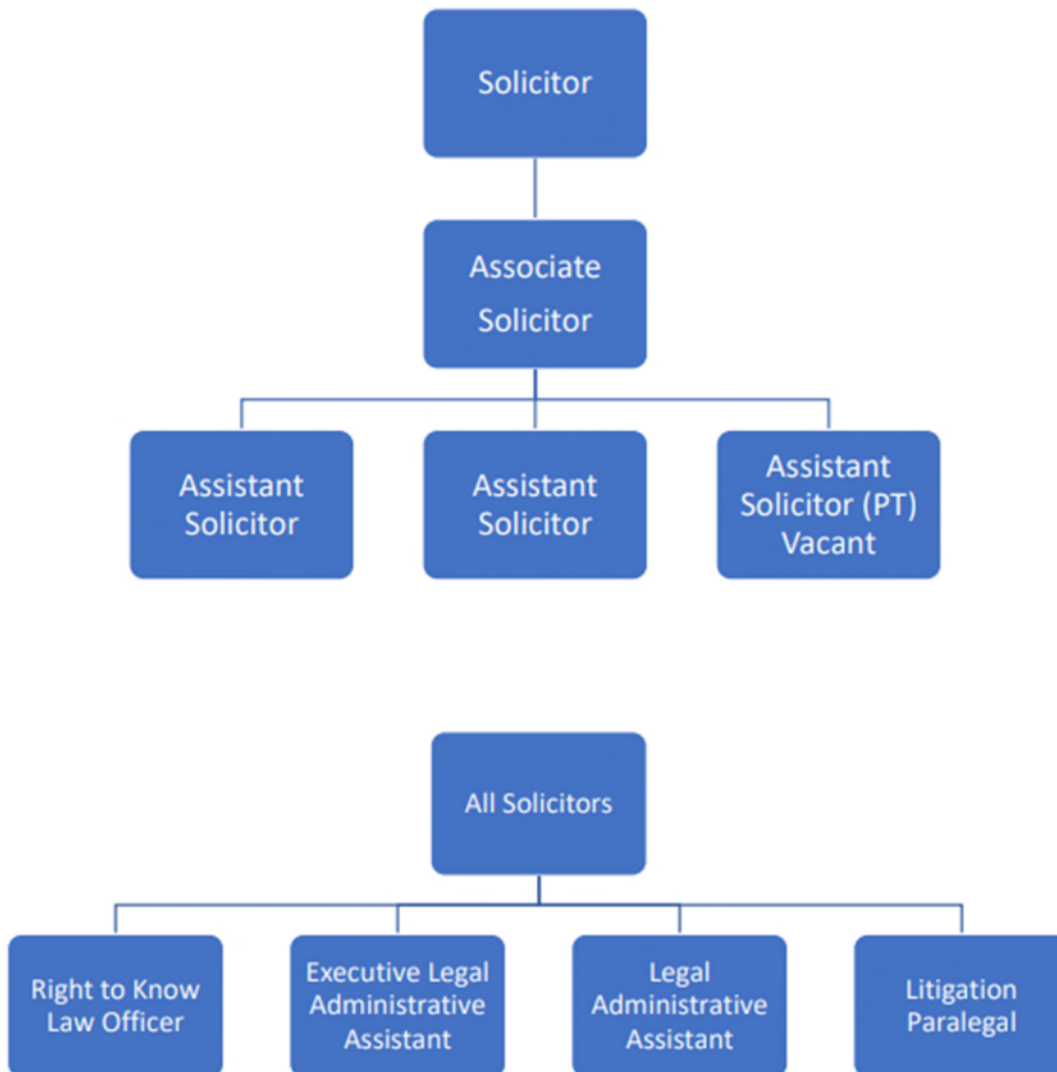 Solicitor
Associate
Solicitor
Assistant
Solicitor
Assistant
Solicitor
Assistant
Solicitor (PT)
Vacant
All Solicitors
Right to Know
Law Officer
Executive Legal
Administrative
Assistant
Legal
Administrative
Assistant
Litigation
Paralegal